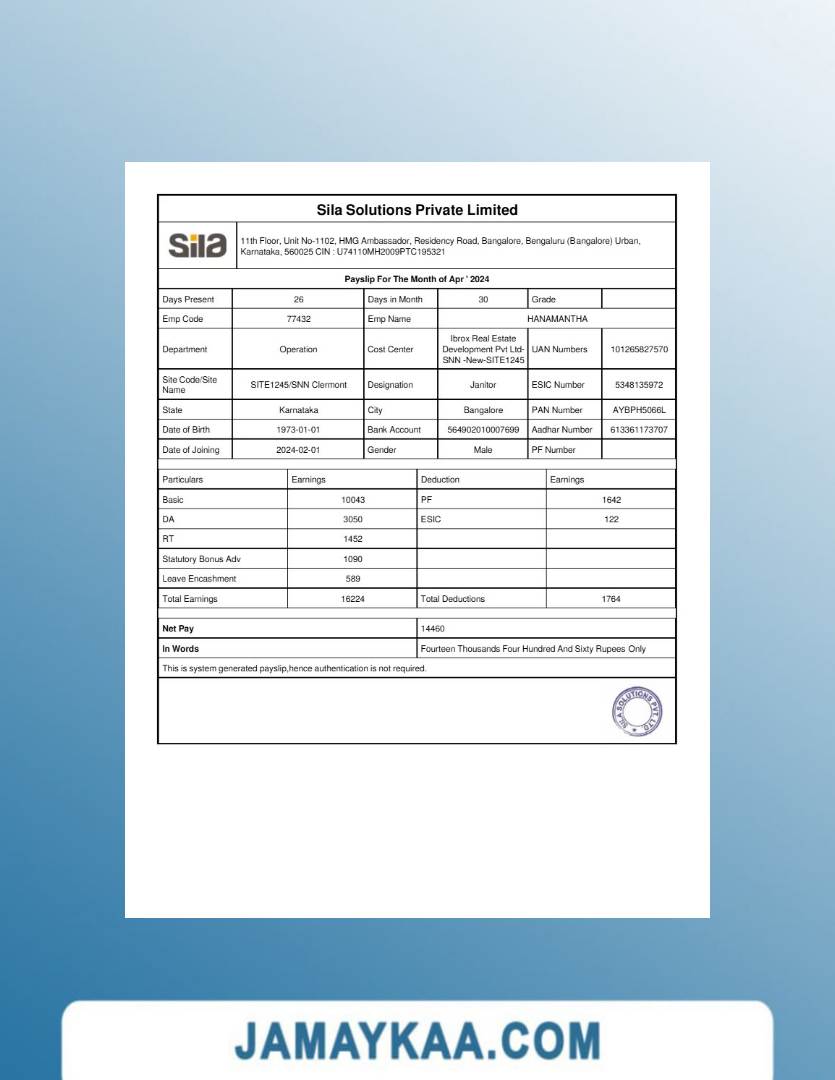 Sila Solutions Private Limited
Sila
11th Floor, Unit No-1102, HMG Ambassador, Residency Road, Bangalore, Bengaluru (Bangalore) Urban,
Karnataka, 560025 CIN : U74110MH2009PTC195321
Payslip For The Month of Apr ' 2024
Days Present 26 Days in Month 30 Grade
Emp Code 77432 Emp Name HANAMANTHA
Department Operation Cost Center Ibrox Real Estate Development Pvt Ltd-SNN -New-SITE1245 UAN Numbers 101265827570
Site Code/Site Name SITE1245/SNN Clermont Designation Janitor ESIC Number 5348135972
State Karnataka City Bangalore PAN Number AYBPH5066L
Date of Birth 1973-01-01 Bank Account 564902010007699 Aadhar Number 613361173707
Date of Joining 2024-02-01 Gender Male PF Number
Particulars Earnings Deduction Earnings
Basic 10043 PF 1642
DA 3050 ESIC 122
RT 1452
Statutory Bonus Adv 1090
Leave Encashment 589
Total Earnings 16224 Total Deductions 1764
Net Pay 14460
In Words Fourteen Thousands Four Hundred And Sixty Rupees Only
This is system generated payslip,hence authentication is not required.
SILA SOLUTIONS PVT. LTD.
JAMAYKAA.COM